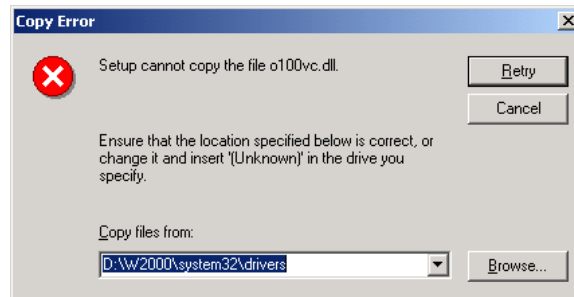 Copy Error
Setup cannot copy the file o100vc.dll.
Retry
Cancel
Ensure that the location specified below is correct, or
change it and insert '(Unknown)' in the drive you
specify.
Copy files from:
D:\W2000\system32\drivers
Browse...